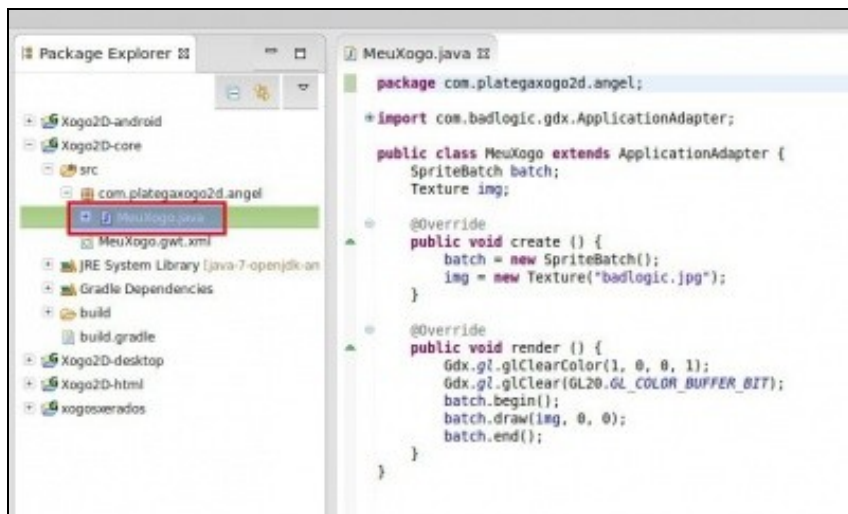 Package Explorer
Xogo2D-android
Xogo2D-core
src
com.plategaxogo2d.angel
MeuXogo.java
MeuXogo.gwt.xml
JRE System Library [java-7-openjdk-am
Gradle Dependencies
build
build.gradle
Xogo2D-desktop
Xogo2D-html
xogosxerados
MeuXogo.java
package com.plategaxogo2d.angel;
import com.badlogic.gdx.ApplicationAdapter;
public class MeuXogo extends ApplicationAdapter {
SpriteBatch batch;
Texture img;
@Override
public void create () {
batch = new SpriteBatch();
img = new Texture("badlogic.jpg");
}
@Override
public void render () {
Gdx.gl.glClearColor(1, 0, 0, 1);
Gdx.gl.glClear(GL20.GL_COLOR_BUFFER_BIT);
batch.begin();
batch.draw(img, 0, 0);
batch.end();
}
}